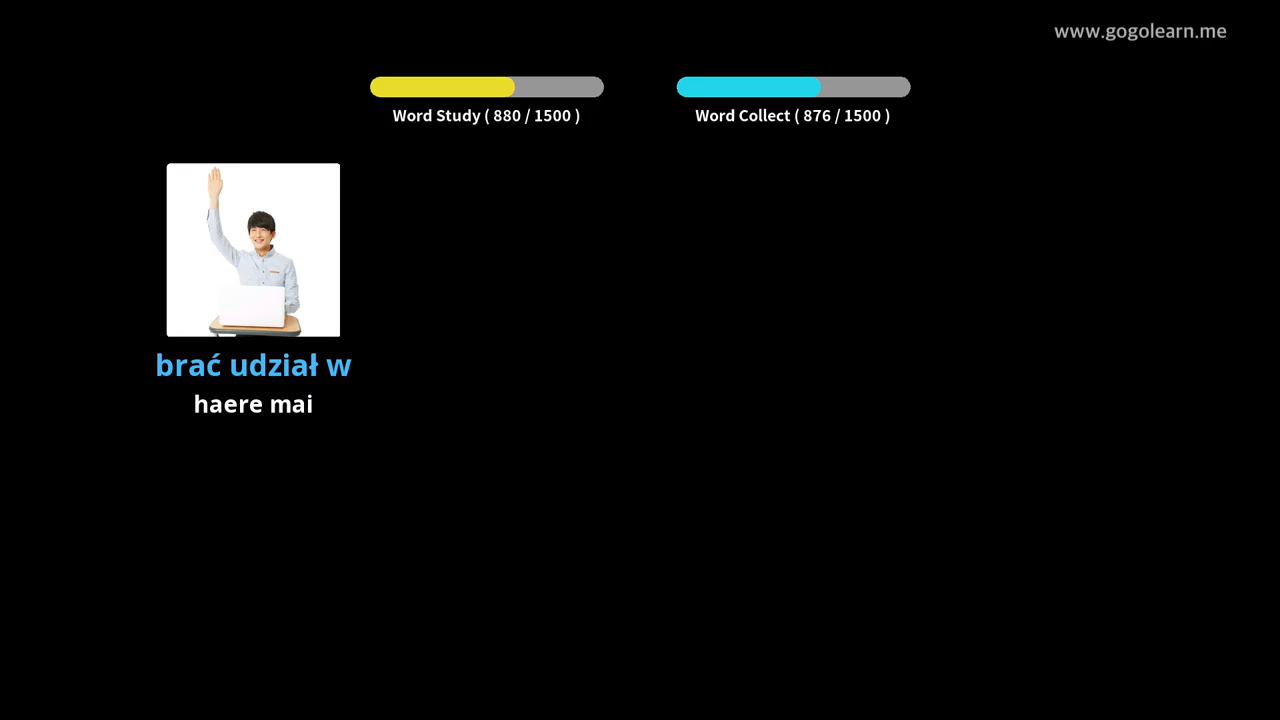 www.gogolearn.me
Word Study ( 880 / 1500 )
Word Collect ( 876 / 1500 )
brać udział w
haere mai